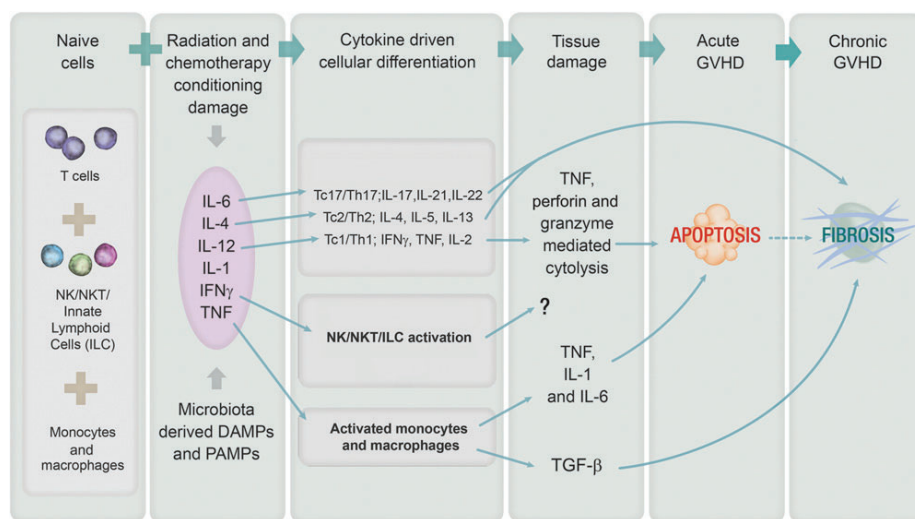 Naive
cells
Radiation and
chemotherapy
conditioning
damage
Cytokine driven
cellular differentiation
Tissue
damage
Acute
GVHD
Chronic
GVHD
T cells
NK/NKT/
Innate
Lymphoid
Cells (ILC)
Monocytes
and
macrophages
IL-6
IL-4
IL-12
IL-1
IFNγ
TNF
Microbiota
derived DAMPs
and PAMPs
Tc17/Th17;IL-17,IL-21,IL-22
Tc2/Th2; IL-4, IL-5, IL-13
Tc1/Th1; IFNγ, TNF, IL-2
NK/NKT/ILC activation
Activated monocytes
and macrophages
TNF,
perforin and
granzyme
mediated
cytolysis
?
TNF,
IL-1
and IL-6
TGF-β
APOPTOSIS
FIBROSIS